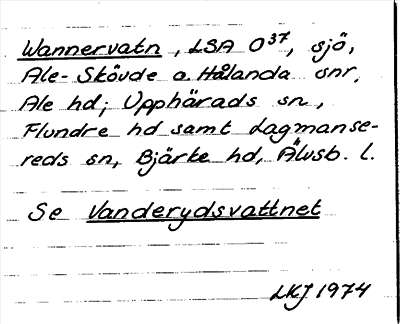 Wannervatn, LSA O³⁷, sjö,
Ale-Skövde o. Hålanda snr,
Ale hd; Upphärads sn,
Flundre hd samt Lagmanse-
reds sn, Bjärke hd, Älvsb. l.
Se Vanderydsvattnet
LKJ 1974